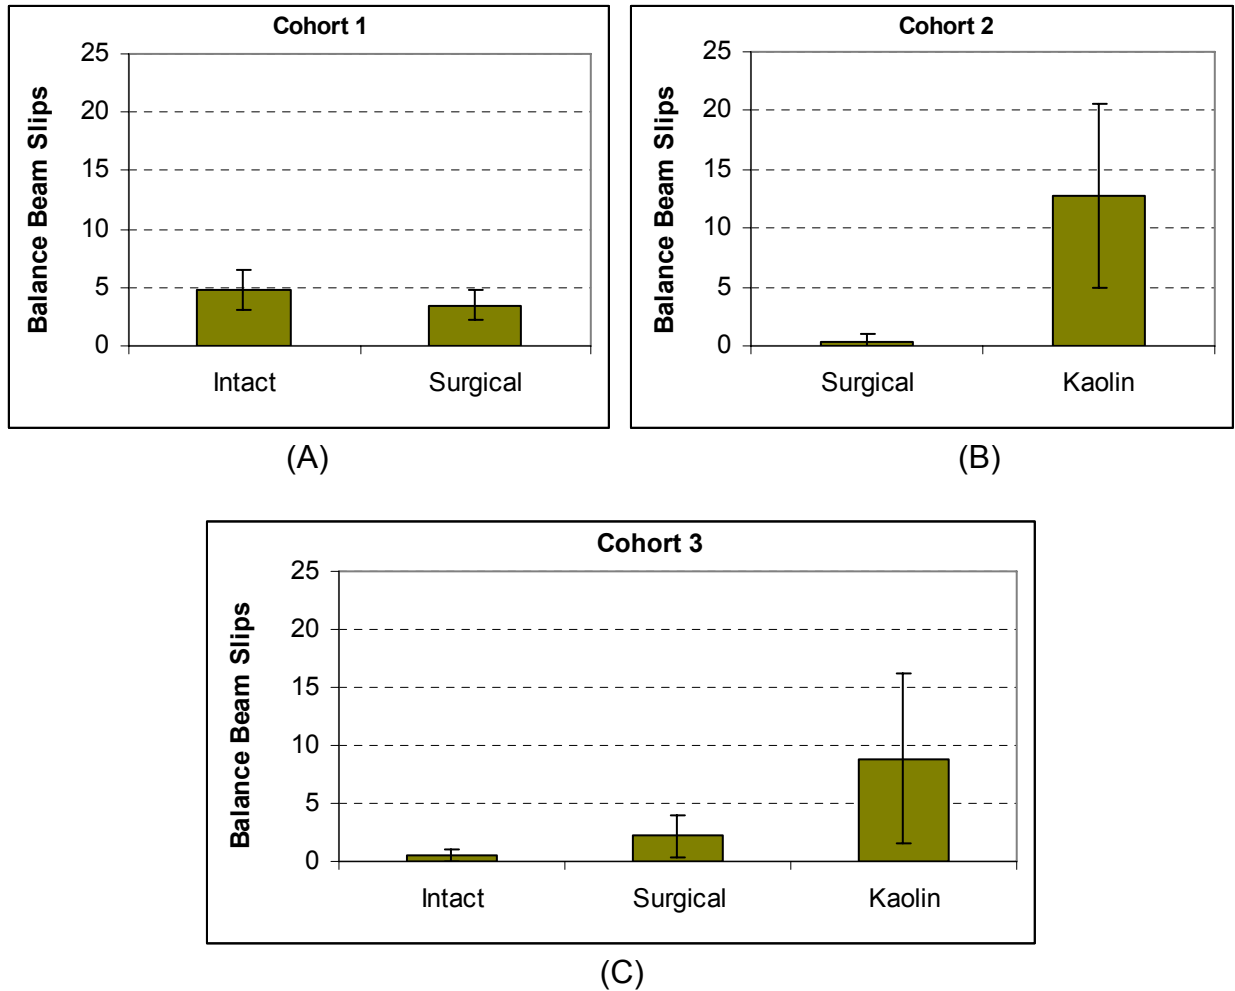 Cohort 1
Balance Beam Slips
25
20
15
10
5
0
Intact Surgical
(A)
Cohort 2
Balance Beam Slips
25
20
15
10
5
0
Surgical Kaolin
(B)
Cohort 3
Balance Beam Slips
25
20
15
10
5
0
Intact Surgical Kaolin
(C)